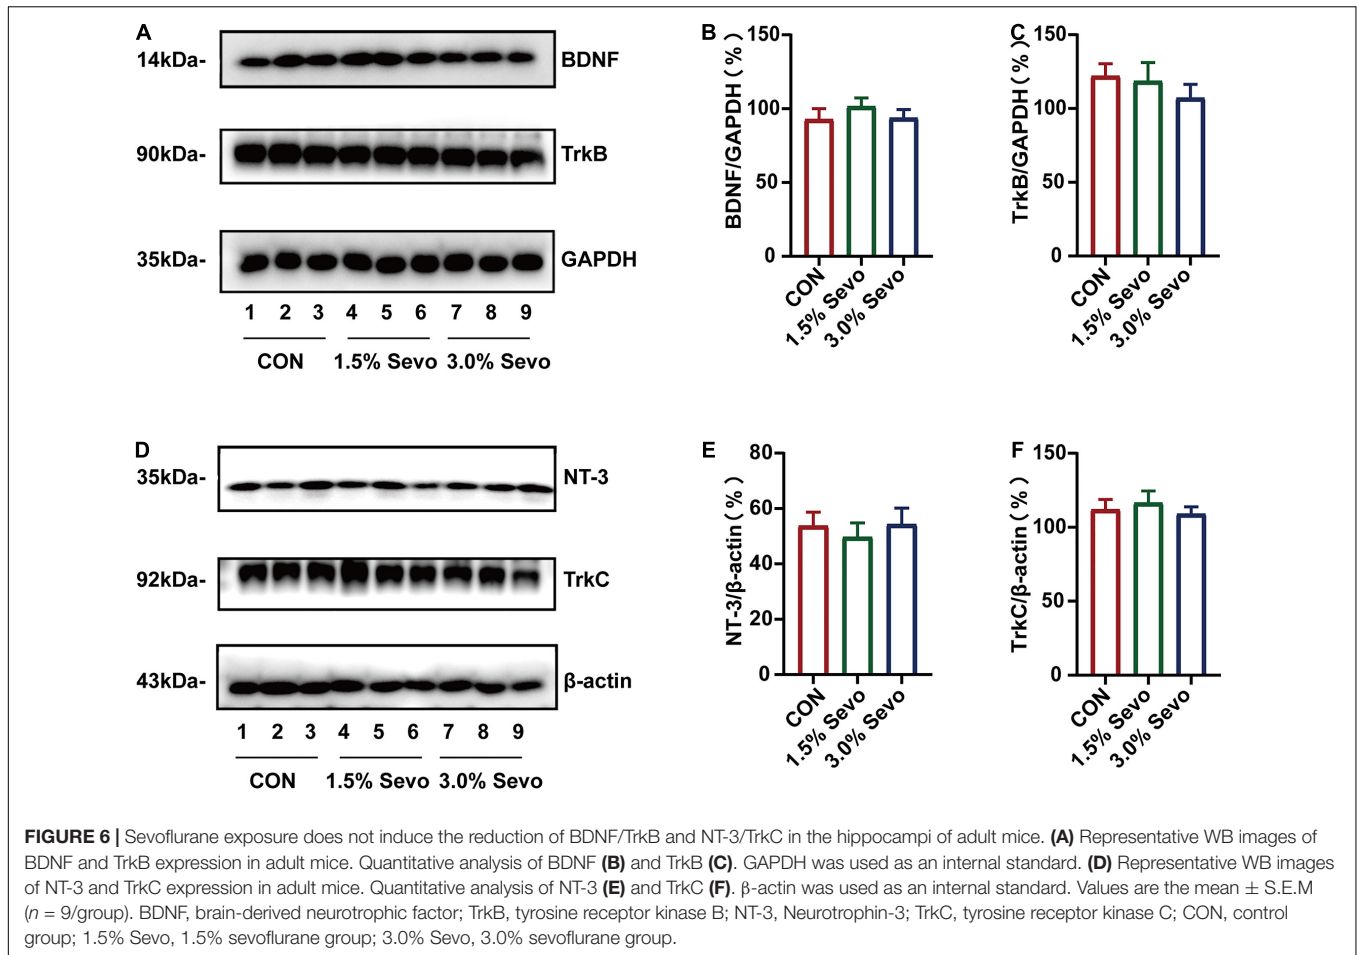 A
14kDa-
BDNF
90kDa-
TrkB
35kDa-
GAPDH
1 2 3 4 5 6 7 8 9
CON 1.5% Sevo 3.0% Sevo
B
BDNF/GAPDH (%)
150
100
50
0
CON
1.5% Sevo
3.0% Sevo
C
TrkB/GAPDH (%)
150
100
50
0
CON
1.5% Sevo
3.0% Sevo
D
35kDa-
NT-3
92kDa-
TrkC
43kDa-
β-actin
1 2 3 4 5 6 7 8 9
CON 1.5% Sevo 3.0% Sevo
E
NT-3/β-actin (%)
80
60
40
20
0
CON
1.5% Sevo
3.0% Sevo
F
TrkC/β-actin (%)
150
100
50
0
CON
1.5% Sevo
3.0% Sevo
FIGURE 6 | Sevoflurane exposure does not induce the reduction of BDNF/TrkB and NT-3/TrkC in the hippocampi of adult mice. (A) Representative WB images of
BDNF and TrkB expression in adult mice. Quantitative analysis of BDNF (B) and TrkB (C). GAPDH was used as an internal standard. (D) Representative WB images
of NT-3 and TrkC expression in adult mice. Quantitative analysis of NT-3 (E) and TrkC (F). β-actin was used as an internal standard. Values are the mean ± S.E.M
(n = 9/group). BDNF, brain-derived neurotrophic factor; TrkB, tyrosine receptor kinase B; NT-3, Neurotrophin-3; TrkC, tyrosine receptor kinase C; CON, control
group; 1.5% Sevo, 1.5% sevoflurane group; 3.0% Sevo, 3.0% sevoflurane group.